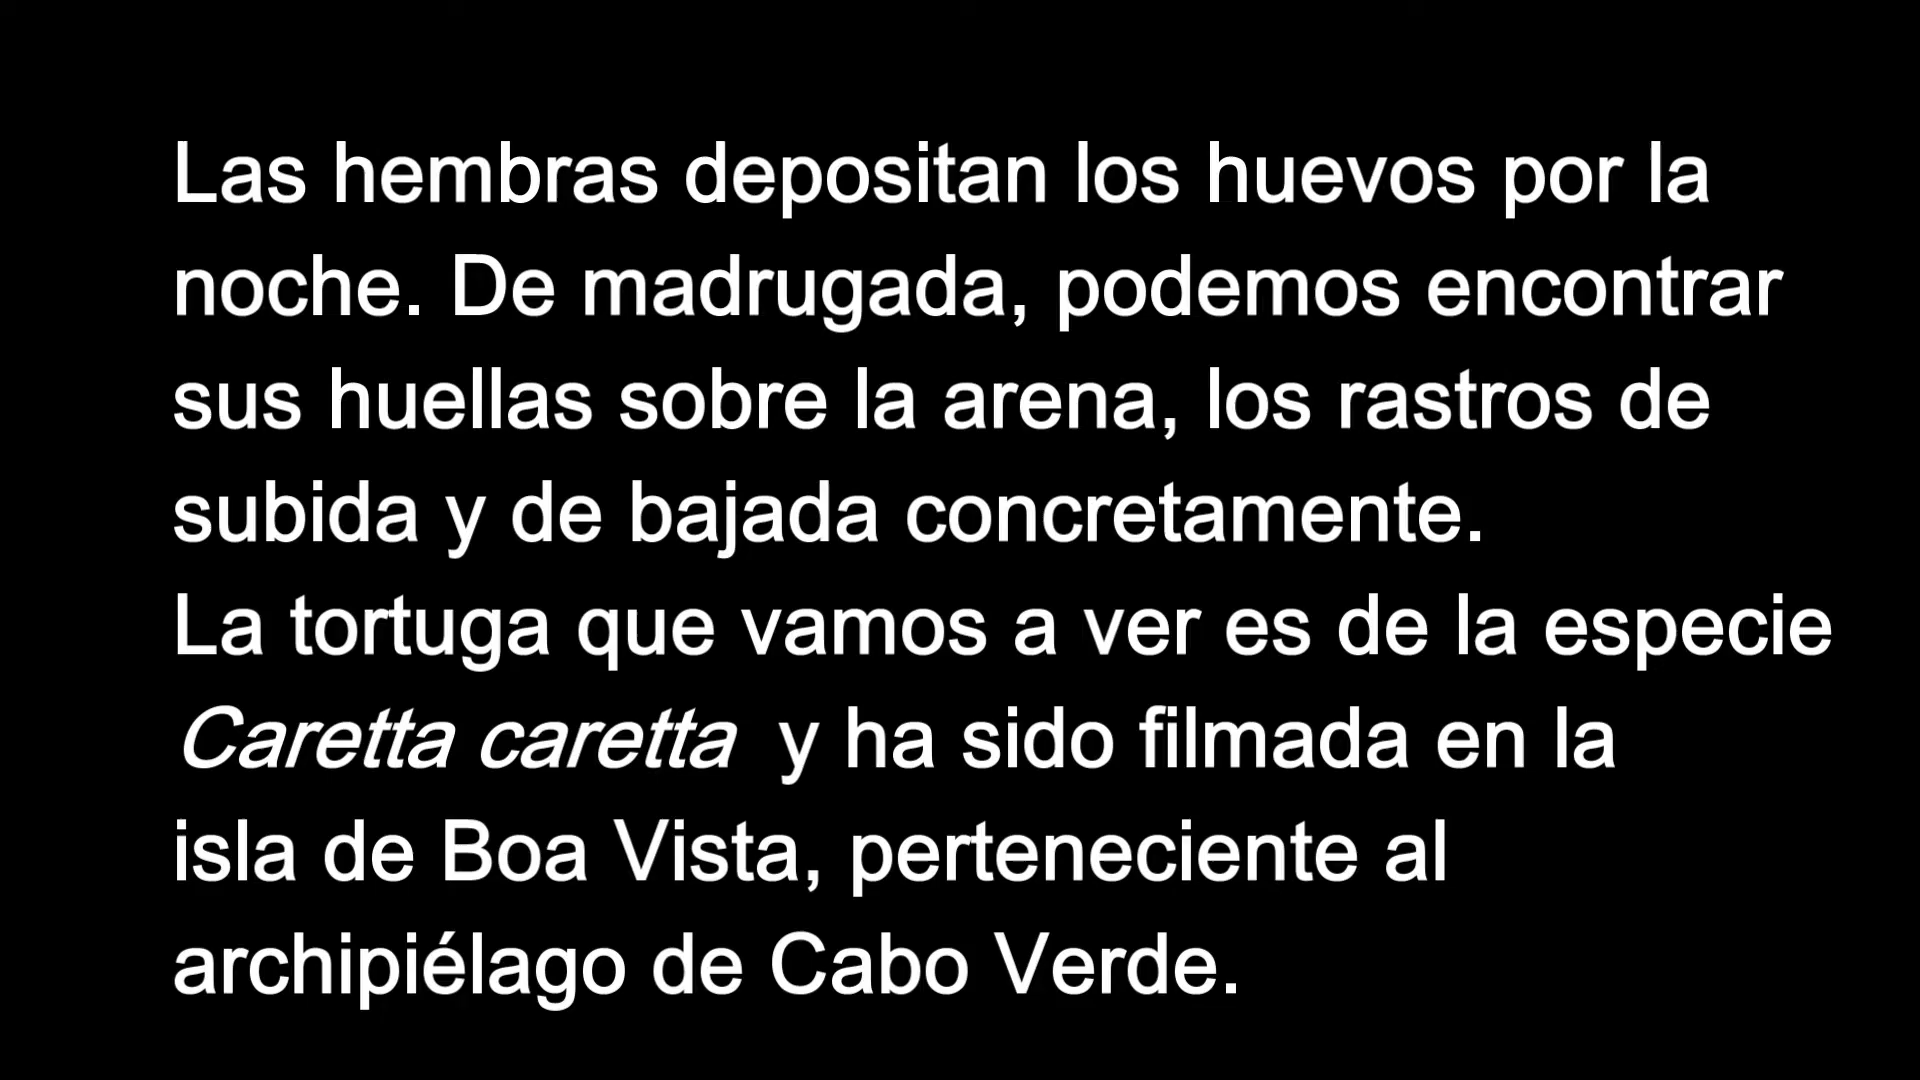 Las hembras depositan los huevos por la
noche. De madrugada, podemos encontrar
sus huellas sobre la arena, los rastros de
subida y de bajada concretamente.
La tortuga que vamos a ver es de la especie
Caretta caretta y ha sido filmada en la
isla de Boa Vista, perteneciente al
archipiélago de Cabo Verde.